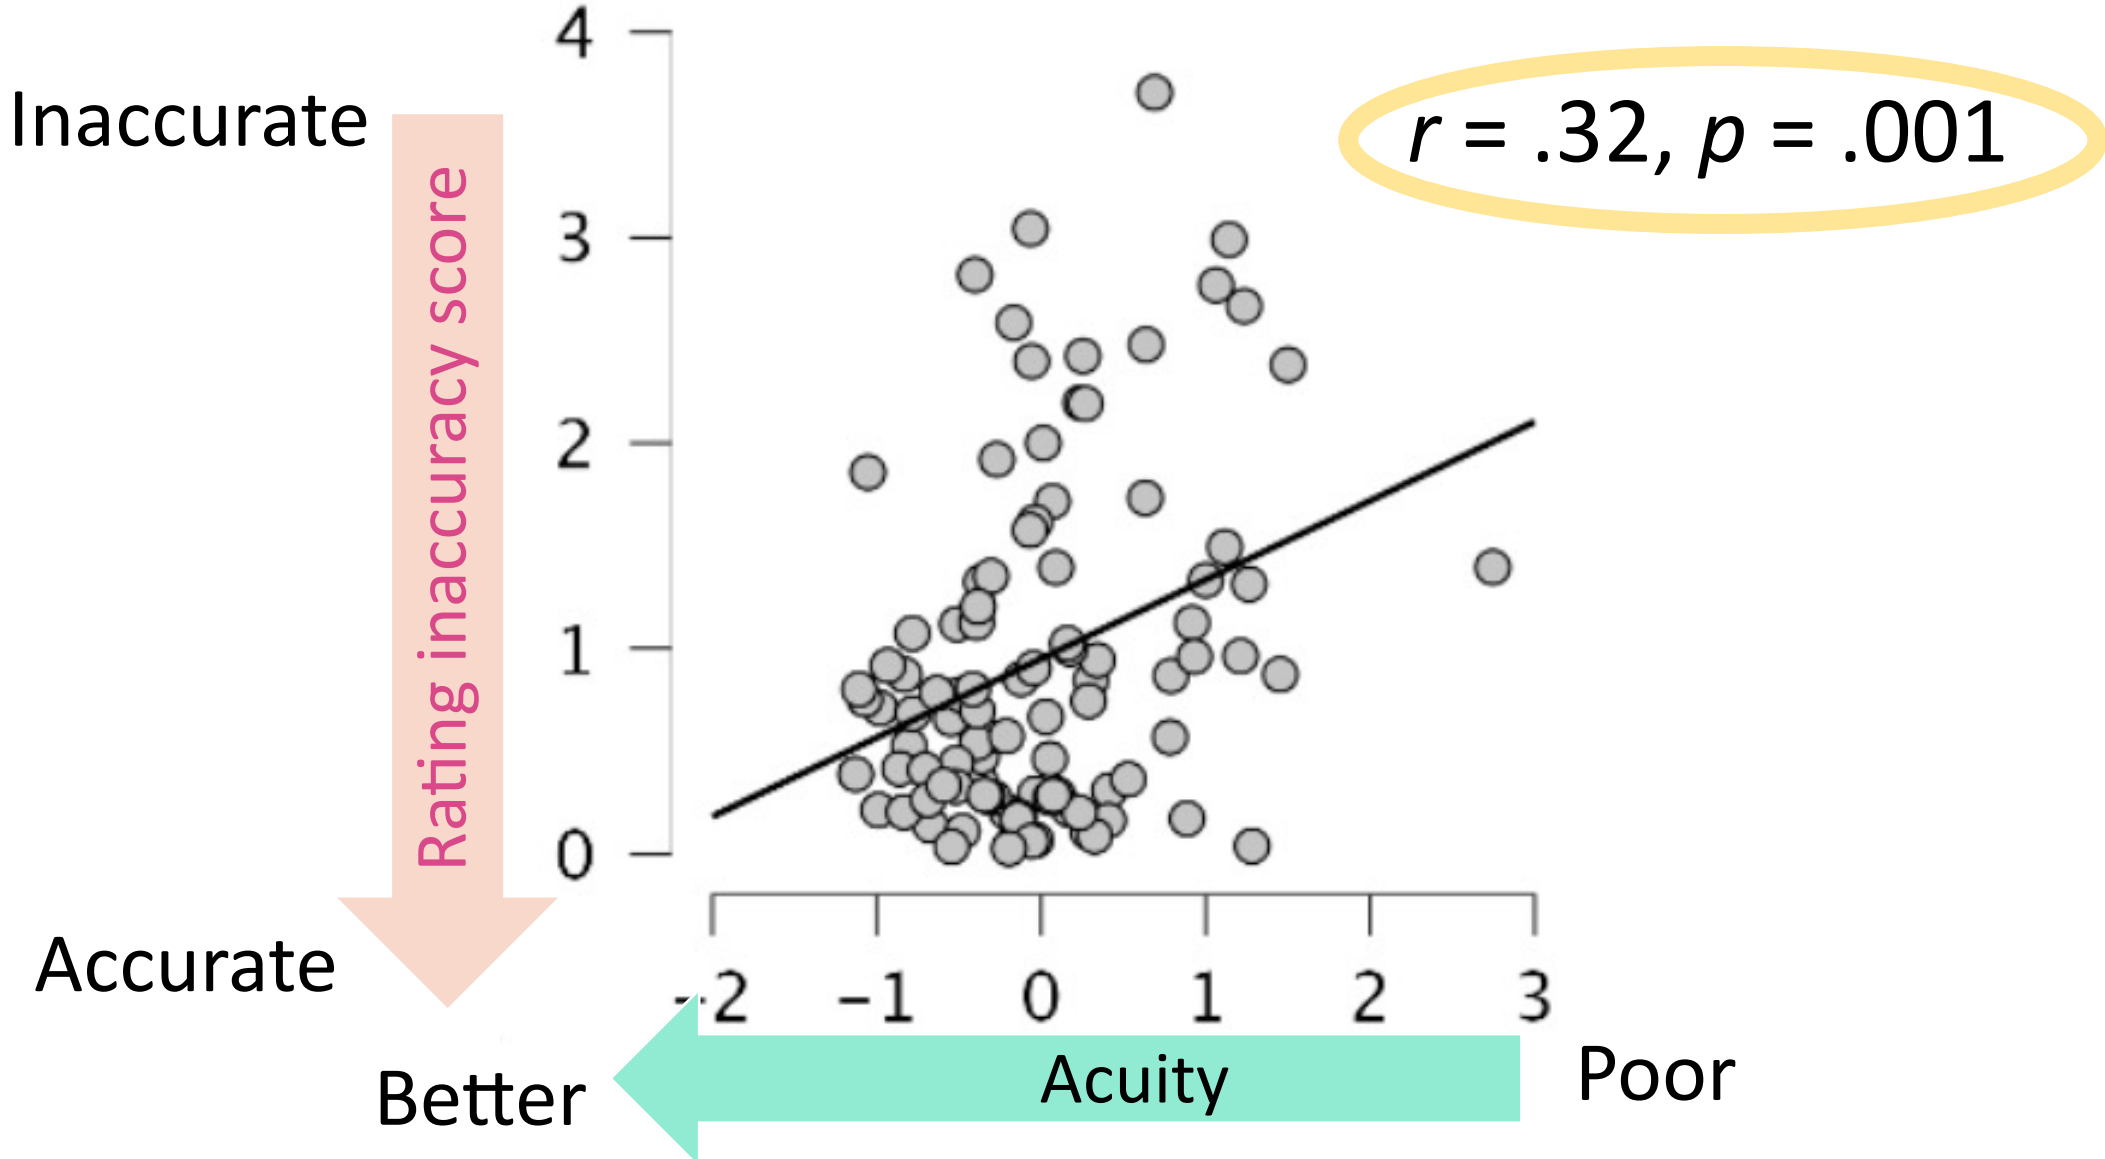 Inaccurate
Rating inaccuracy score
Accurate
4
3
2
1
0
r = .32, p = .001
-2 −1 0 1 2 3
Better
Acuity
Poor